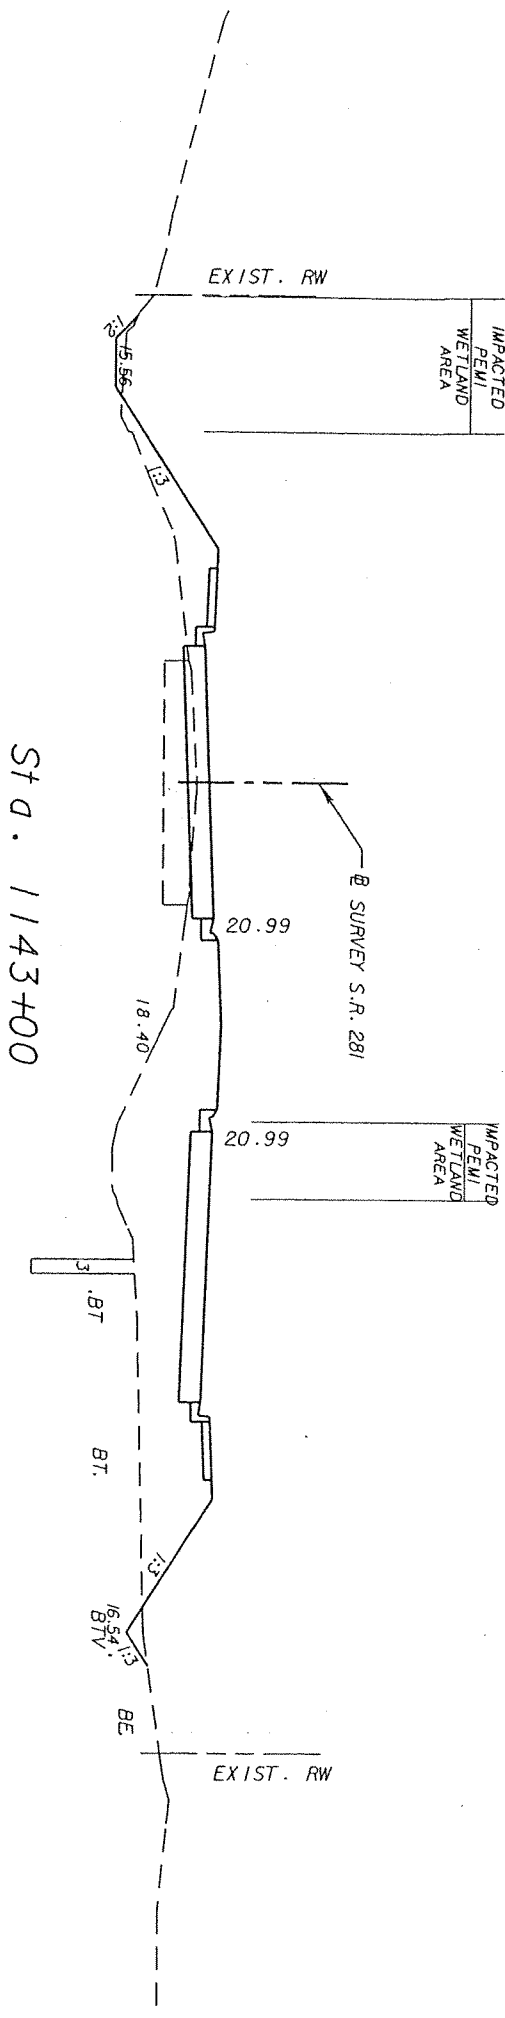 EXIST. RW
IMPACTED
PEMI
WETLAND
AREA
1:2
15.56
1:3
℄ SURVEY S.R. 281
20.99
18.40
20.99
IMPACTED
PEMI
WETLAND
AREA
3
.BT
BT.
1:3
16.54
1:3
BTV.
BE
EXIST. RW
Sta. 1143+00